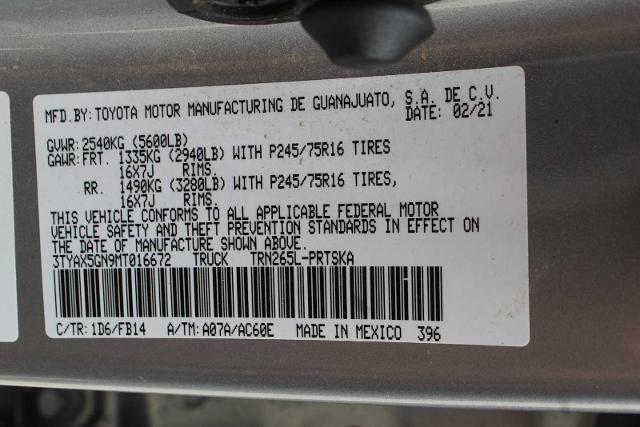 MFD.BY:TOYOTA MOTOR MANUFACTURING DE GUANAJUATO, S.A. DE C.V.
DATE: 02/21
GVWR:2540KG (5600LB)
GAWR:FRT. 1335KG (2940LB) WITH P245/75R16 TIRES
16X7J RIMS.
RR. 1490KG (3280LB) WITH P245/75R16 TIRES,
16X7J RIMS.
THIS VEHICLE CONFORMS TO ALL APPLICABLE FEDERAL MOTOR
VEHICLE SAFETY AND THEFT PREVENTION STANDARDS IN EFFECT ON
THE DATE OF MANUFACTURE SHOWN ABOVE.
3TYAX5GN9MT016672 TRUCK TRN265L-PRTSKA
C/TR:1D6/FB14 A/TM:A07A/AC60E MADE IN MEXICO 396